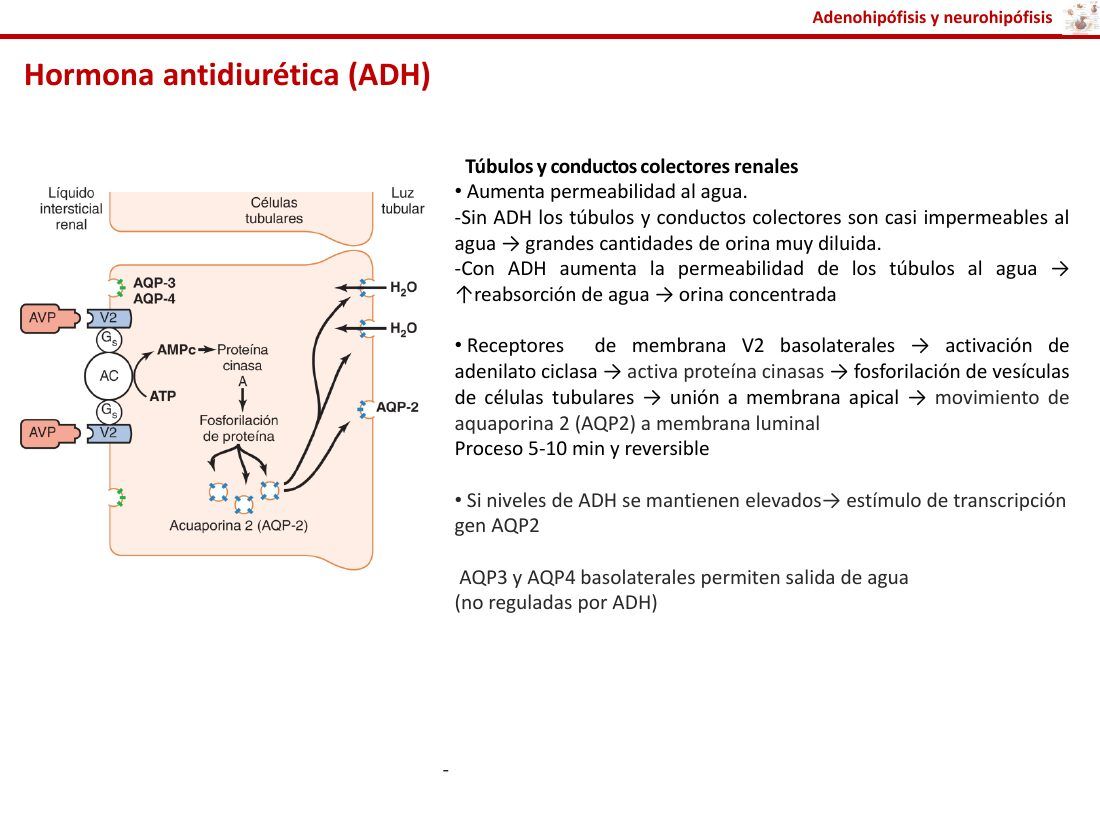 Adenohipófisis y neurohipófisis
Hormona antidiurética (ADH)
Líquido
intersticial
renal
Células
tubulares
Luz
tubular
AQP-3
AQP-4
H2O
AVP
V2
Gs
H2O
AMPc
Proteína
cinasa
A
AC
ATP
AQP-2
Gs
Fosforilación
de proteína
AVP
V2
Acuaporina 2 (AQP-2)
Túbulos y conductos colectores renales
• Aumenta permeabilidad al agua.
-Sin ADH los túbulos y conductos colectores son casi impermeables al
agua → grandes cantidades de orina muy diluida.
-Con ADH aumenta la permeabilidad de los túbulos al agua →
↑reabsorción de agua → orina concentrada
• Receptores de membrana V2 basolaterales → activación de
adenilato ciclasa → activa proteína cinasas → fosforilación de vesículas
de células tubulares → unión a membrana apical → movimiento de
aquaporina 2 (AQP2) a membrana luminal
Proceso 5-10 min y reversible
• Si niveles de ADH se mantienen elevados→ estímulo de transcripción
gen AQP2
AQP3 y AQP4 basolaterales permiten salida de agua
(no reguladas por ADH)
-